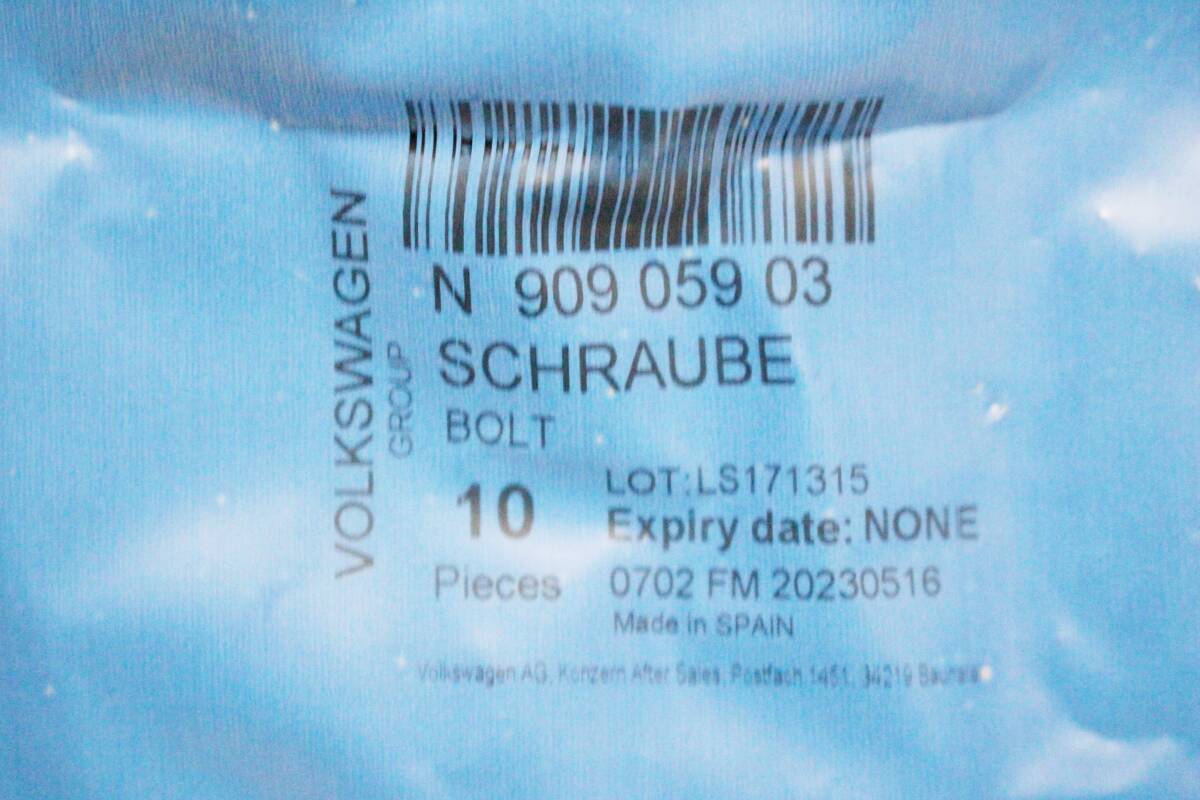 VOLKSWAGEN
GROUP
N 909 059 03
SCHRAUBE
BOLT
10
Pieces
LOT:LS171315
Expiry date: NONE
0702 FM 20230516
Made in SPAIN
Volkswagen AG, Konzern After Sales, Postfach 1451, 34219